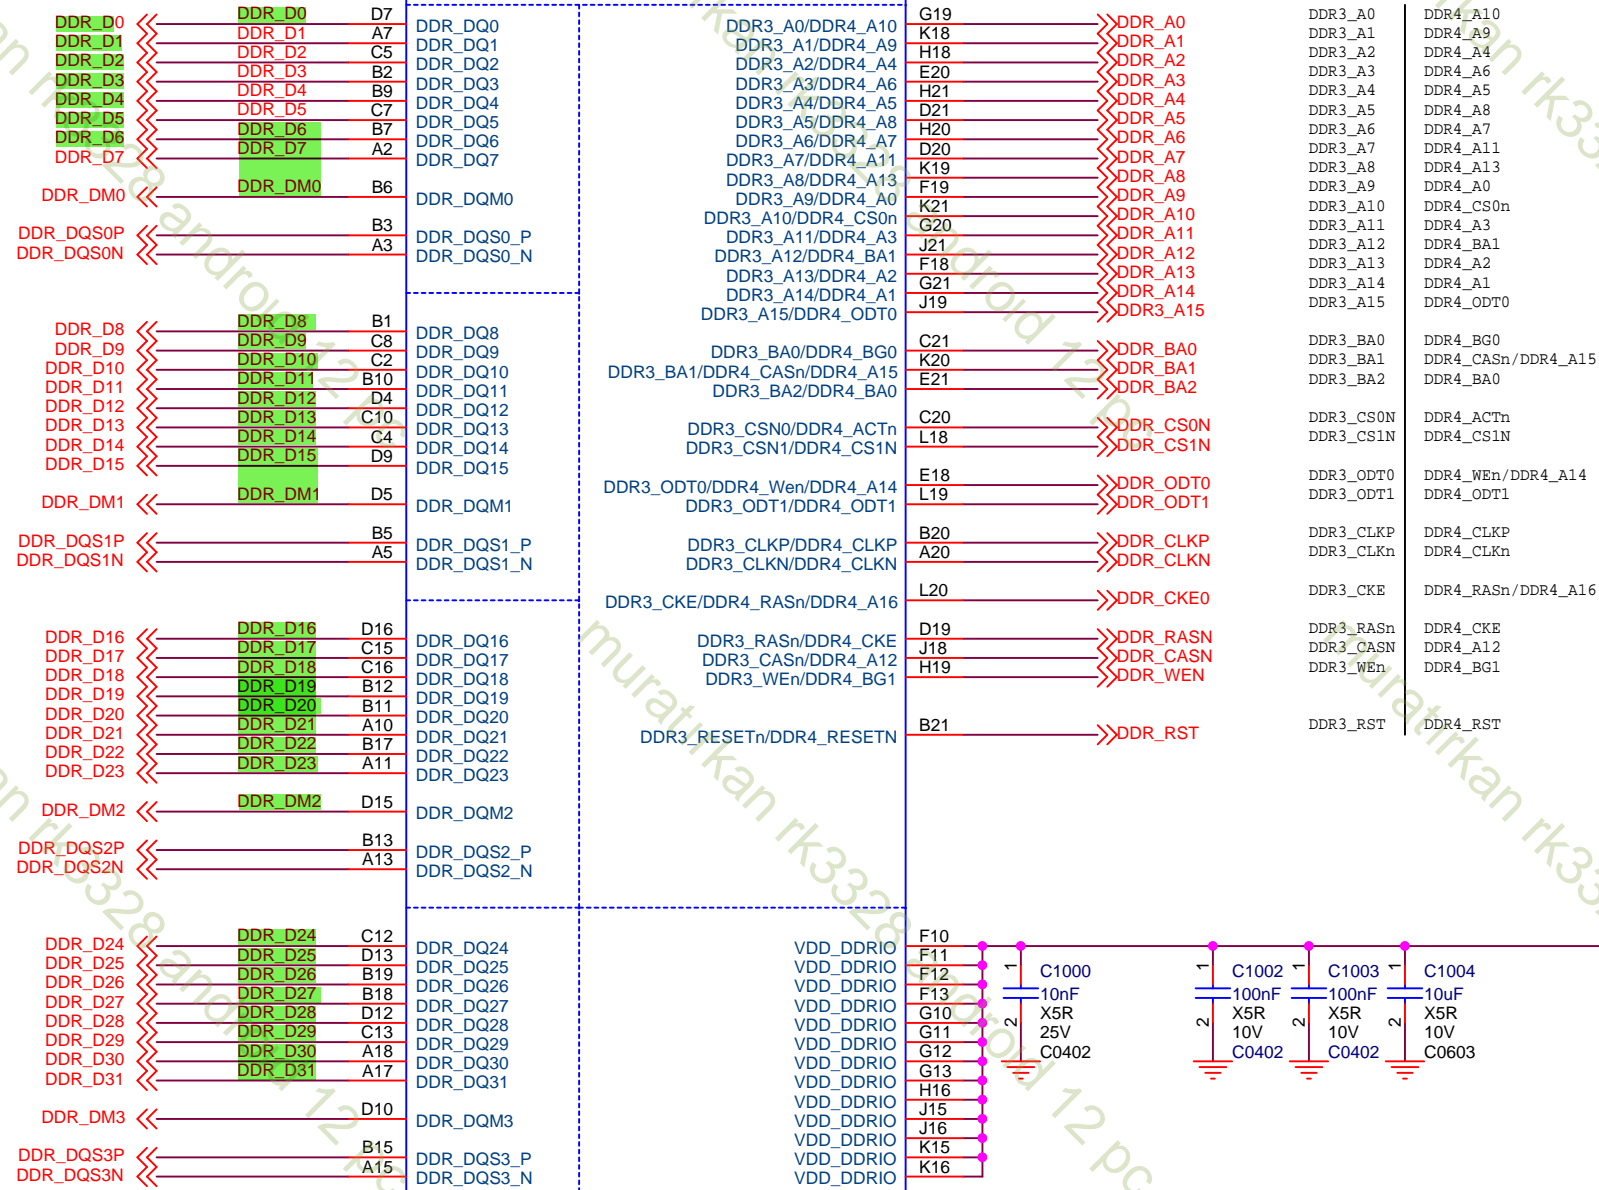 DDR_D0 DDR_D0 D7 DDR_DQ0
DDR_D1 DDR_D1 A7 DDR_DQ1
DDR_D2 DDR_D2 C5 DDR_DQ2
DDR_D3 DDR_D3 B2 DDR_DQ3
DDR_D4 DDR_D4 B9 DDR_DQ4
DDR_D5 DDR_D5 C7 DDR_DQ5
DDR_D6 DDR_D6 B7 DDR_DQ6
DDR_D7 DDR_D7 A2 DDR_DQ7
DDR_DM0 DDR_DM0 B6 DDR_DQM0
DDR_DQS0P B3 DDR_DQS0_P
DDR_DQS0N A3 DDR_DQS0_N
DDR_D8 DDR_D8 B1 DDR_DQ8
DDR_D9 DDR_D9 C8 DDR_DQ9
DDR_D10 DDR_D10 C2 DDR_DQ10
DDR_D11 DDR_D11 B10 DDR_DQ11
DDR_D12 DDR_D12 D4 DDR_DQ12
DDR_D13 DDR_D13 C10 DDR_DQ13
DDR_D14 DDR_D14 C4 DDR_DQ14
DDR_D15 DDR_D15 D9 DDR_DQ15
DDR_DM1 DDR_DM1 D5 DDR_DQM1
DDR_DQS1P B5 DDR_DQS1_P
DDR_DQS1N A5 DDR_DQS1_N
DDR_D16 DDR_D16 D16 DDR_DQ16
DDR_D17 DDR_D17 C15 DDR_DQ17
DDR_D18 DDR_D18 C16 DDR_DQ18
DDR_D19 DDR_D19 B12 DDR_DQ19
DDR_D20 DDR_D20 B11 DDR_DQ20
DDR_D21 DDR_D21 A10 DDR_DQ21
DDR_D22 DDR_D22 B17 DDR_DQ22
DDR_D23 DDR_D23 A11 DDR_DQ23
DDR_DM2 DDR_DM2 D15 DDR_DQM2
DDR_DQS2P B13 DDR_DQS2_P
DDR_DQS2N A13 DDR_DQS2_N
DDR_D24 DDR_D24 C12 DDR_DQ24
DDR_D25 DDR_D25 D13 DDR_DQ25
DDR_D26 DDR_D26 B19 DDR_DQ26
DDR_D27 DDR_D27 B18 DDR_DQ27
DDR_D28 DDR_D28 D12 DDR_DQ28
DDR_D29 DDR_D29 C13 DDR_DQ29
DDR_D30 DDR_D30 A18 DDR_DQ30
DDR_D31 DDR_D31 A17 DDR_DQ31
DDR_DM3 D10 DDR_DQM3
DDR_DQS3P B15 DDR_DQS3_P
DDR_DQS3N A15 DDR_DQS3_N
DDR3_A0/DDR4_A10 G19 DDR_A0
DDR3_A1/DDR4_A9 K18 DDR_A1
DDR3_A2/DDR4_A4 H18 DDR_A2
DDR3_A3/DDR4_A6 E20 DDR_A3
DDR3_A4/DDR4_A5 H21 DDR_A4
DDR3_A5/DDR4_A8 D21 DDR_A5
DDR3_A6/DDR4_A7 H20 DDR_A6
DDR3_A7/DDR4_A11 D20 DDR_A7
DDR3_A8/DDR4_A13 K19 DDR_A8
DDR3_A9/DDR4_A0 F19 DDR_A9
DDR3_A10/DDR4_CS0n K21 DDR_A10
DDR3_A11/DDR4_A3 G20 DDR_A11
DDR3_A12/DDR4_BA1 J21 DDR_A12
DDR3_A13/DDR4_A2 F18 DDR_A13
DDR3_A14/DDR4_A1 G21 DDR_A14
DDR3_A15/DDR4_ODT0 J19 DDR3_A15
DDR3_BA0/DDR4_BG0 C21 DDR_BA0
DDR3_BA1/DDR4_CASn/DDR4_A15 K20 DDR_BA1
DDR3_BA2/DDR4_BA0 E21 DDR_BA2
DDR3_CSN0/DDR4_ACTn C20 DDR_CS0N
DDR3_CSN1/DDR4_CS1N L18 DDR_CS1N
DDR3_ODT0/DDR4_Wen/DDR4_A14 E18 DDR_ODT0
DDR3_ODT1/DDR4_ODT1 L19 DDR_ODT1
DDR3_CLKP/DDR4_CLKP B20 DDR_CLKP
DDR3_CLKN/DDR4_CLKN A20 DDR_CLKN
DDR3_CKE/DDR4_RASn/DDR4_A16 L20 DDR_CKE0
DDR3_RASn/DDR4_CKE D19 DDR_RASN
DDR3_CASn/DDR4_A12 J18 DDR_CASN
DDR3_WEn/DDR4_BG1 H19 DDR_WEN
DDR3_RESETn/DDR4_RESETN B21 DDR_RST
VDD_DDRIO F10
VDD_DDRIO F11
VDD_DDRIO F12
VDD_DDRIO F13
VDD_DDRIO G10
VDD_DDRIO G11
VDD_DDRIO G12
VDD_DDRIO G13
VDD_DDRIO H16
VDD_DDRIO J15
VDD_DDRIO J16
VDD_DDRIO K15
VDD_DDRIO K16
DDR3_A0 DDR4_A10
DDR3_A1 DDR4_A9
DDR3_A2 DDR4_A4
DDR3_A3 DDR4_A6
DDR3_A4 DDR4_A5
DDR3_A5 DDR4_A8
DDR3_A6 DDR4_A7
DDR3_A7 DDR4_A11
DDR3_A8 DDR4_A13
DDR3_A9 DDR4_A0
DDR3_A10 DDR4_CS0n
DDR3_A11 DDR4_A3
DDR3_A12 DDR4_BA1
DDR3_A13 DDR4_A2
DDR3_A14 DDR4_A1
DDR3_A15 DDR4_ODT0
DDR3_BA0 DDR4_BG0
DDR3_BA1 DDR4_CASn/DDR4_A15
DDR3_BA2 DDR4_BA0
DDR3_CS0N DDR4_ACTn
DDR3_CS1N DDR4_CS1N
DDR3_ODT0 DDR4_WEn/DDR4_A14
DDR3_ODT1 DDR4_ODT1
DDR3_CLKP DDR4_CLKP
DDR3_CLKn DDR4_CLKn
DDR3_CKE DDR4_RASn/DDR4_A16
DDR3_RASn DDR4_CKE
DDR3_CASN DDR4_A12
DDR3_WEn DDR4_BG1
DDR3_RST DDR4_RST
1 C1000
10nF
X5R
2 25V
C0402
1 C1002
100nF
X5R
2 10V
C0402
1 C1003
100nF
X5R
2 10V
C0402
1 C1004
10uF
X5R
2 10V
C0603
muratırkan rk3328 android 12 pc